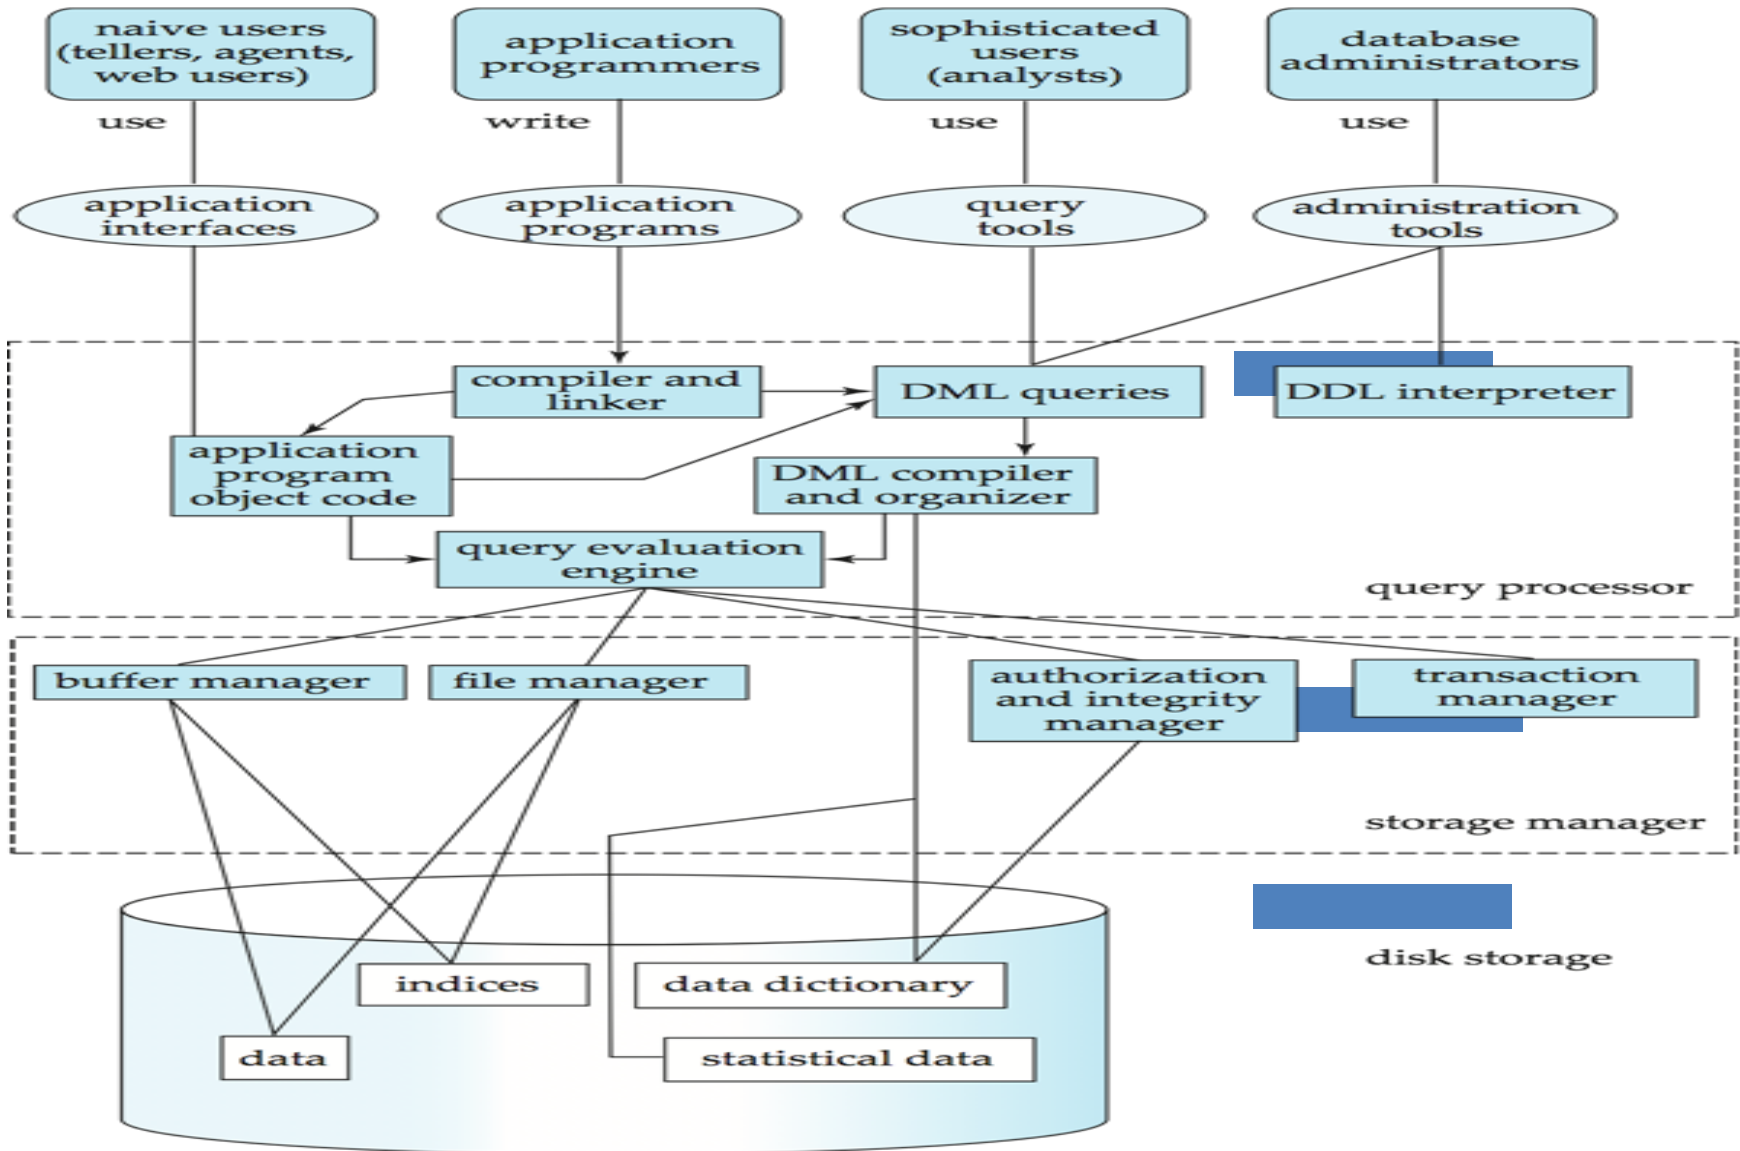 naive users
(tellers, agents,
web users)
application
programmers
sophisticated
users
(analysts)
database
administrators
use
write
use
use
application
interfaces
application
programs
query
tools
administration
tools
compiler and
linker
DML queries
DDL interpreter
application
program
object code
DML compiler
and organizer
query evaluation
engine
query processor
buffer manager
file manager
authorization
and integrity
manager
transaction
manager
storage manager
disk storage
indices
data dictionary
data
statistical data